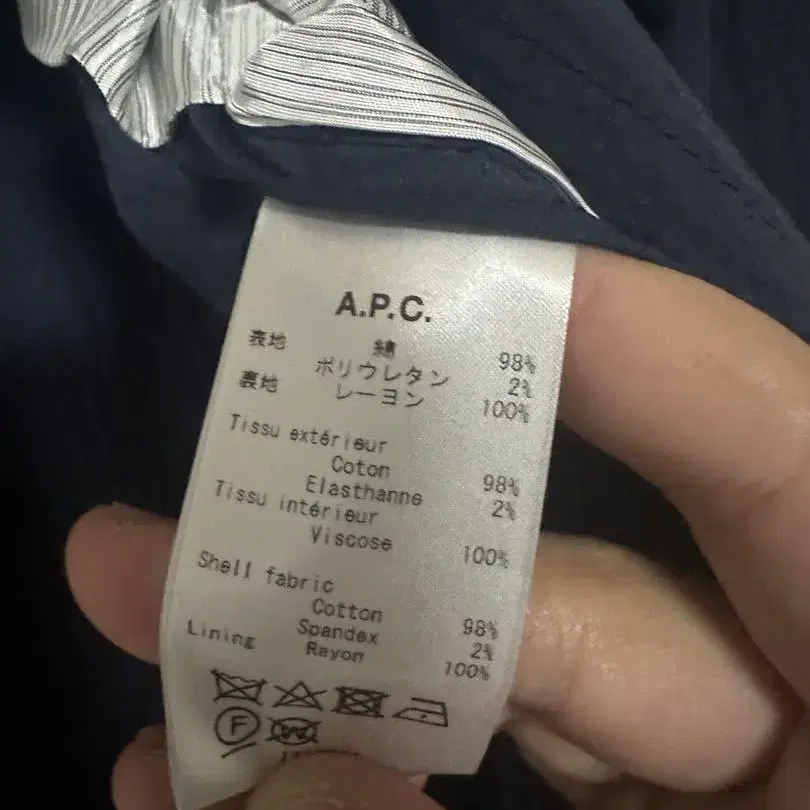 A.P.C.
表地 綿 98%
ポリウレタン 2%
裏地 レーヨン 100%
Tissu extérieur
Coton 98%
Elasthanne 2%
Tissu intérieur
Viscose 100%
Shell fabric
Cotton 98%
Spandex 2%
Lining Rayon 100%
F
W